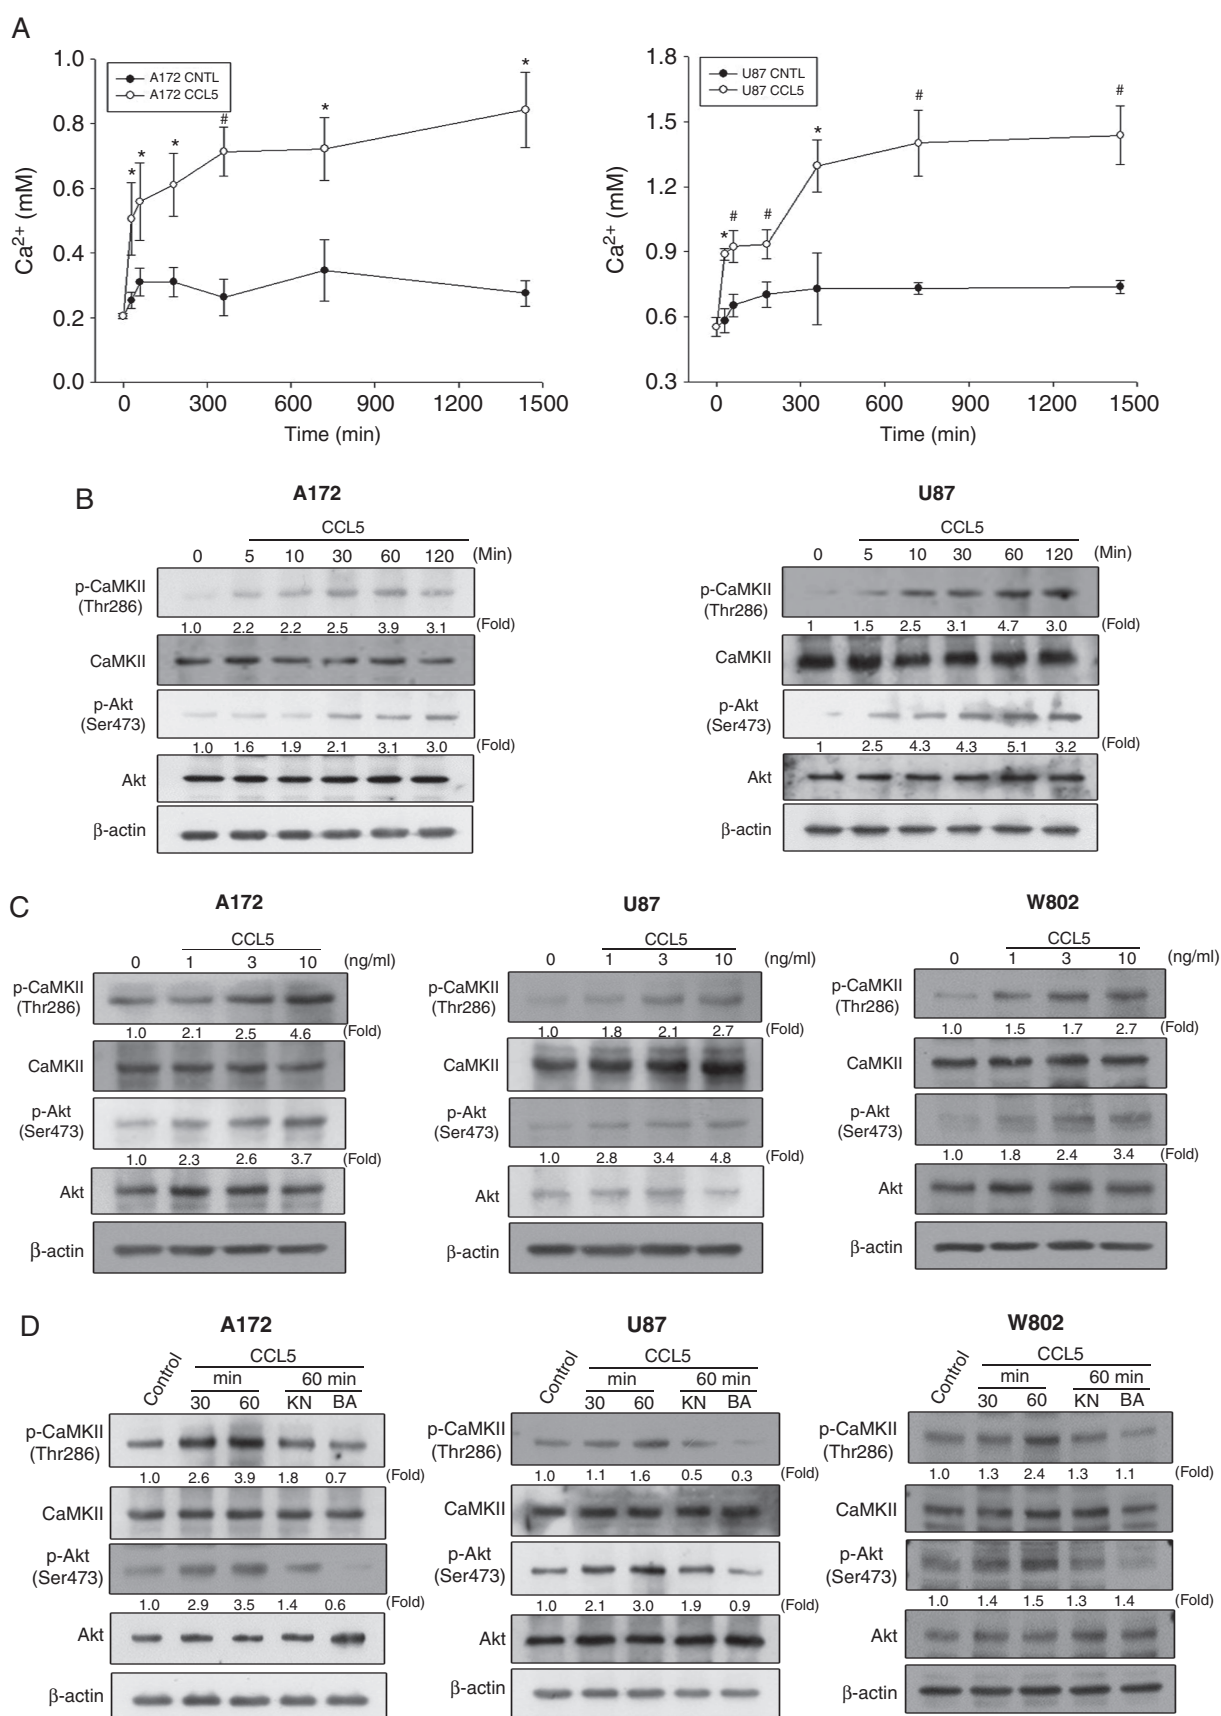 A
1.0
0.8
0.6
0.4
0.2
0.0
Ca2+ (mM)
A172 CNTL
A172 CCL5
* * * # * *
0 300 600 900 1200 1500
Time (min)
1.8
1.5
1.2
0.9
0.6
0.3
Ca2+ (mM)
U87 CNTL
U87 CCL5
* # # * # #
0 300 600 900 1200 1500
Time (min)
B
A172
CCL5
0 5 10 30 60 120 (Min)
p-CaMKII
(Thr286)
1.0 2.2 2.2 2.5 3.9 3.1 (Fold)
CaMKII
p-Akt
(Ser473)
1.0 1.6 1.9 2.1 3.1 3.0 (Fold)
Akt
β-actin
U87
CCL5
0 5 10 30 60 120 (Min)
p-CaMKII
(Thr286)
1 1.5 2.5 3.1 4.7 3.0 (Fold)
CaMKII
p-Akt
(Ser473)
1 2.5 4.3 4.3 5.1 3.2 (Fold)
Akt
β-actin
C
A172
CCL5
0 1 3 10 (ng/ml)
p-CaMKII
(Thr286)
1.0 2.1 2.5 4.6 (Fold)
CaMKII
p-Akt
(Ser473)
1.0 2.3 2.6 3.7 (Fold)
Akt
β-actin
U87
CCL5
0 1 3 10 (ng/ml)
p-CaMKII
(Thr286)
1.0 1.8 2.1 2.7 (Fold)
CaMKII
p-Akt
(Ser473)
1.0 2.8 3.4 4.8 (Fold)
Akt
β-actin
W802
CCL5
0 1 3 10 (ng/ml)
p-CaMKII
(Thr286)
1.0 1.5 1.7 2.7 (Fold)
CaMKII
p-Akt
(Ser473)
1.0 1.8 2.4 3.4 (Fold)
Akt
β-actin
D
A172
CCL5
Control min 60 min
30 60 KN BA
p-CaMKII
(Thr286)
1.0 2.6 3.9 1.8 0.7 (Fold)
CaMKII
p-Akt
(Ser473)
1.0 2.9 3.5 1.4 0.6 (Fold)
Akt
β-actin
U87
CCL5
Control min 60 min
30 60 KN BA
p-CaMKII
(Thr286)
1.0 1.1 1.6 0.5 0.3 (Fold)
CaMKII
p-Akt
(Ser473)
1.0 2.1 3.0 1.9 0.9 (Fold)
Akt
β-actin
W802
CCL5
Control min 60 min
30 60 KN BA
p-CaMKII
(Thr286)
1.0 1.3 2.4 1.3 1.1 (Fold)
CaMKII
p-Akt
(Ser473)
1.0 1.4 1.5 1.3 1.4 (Fold)
Akt
β-actin